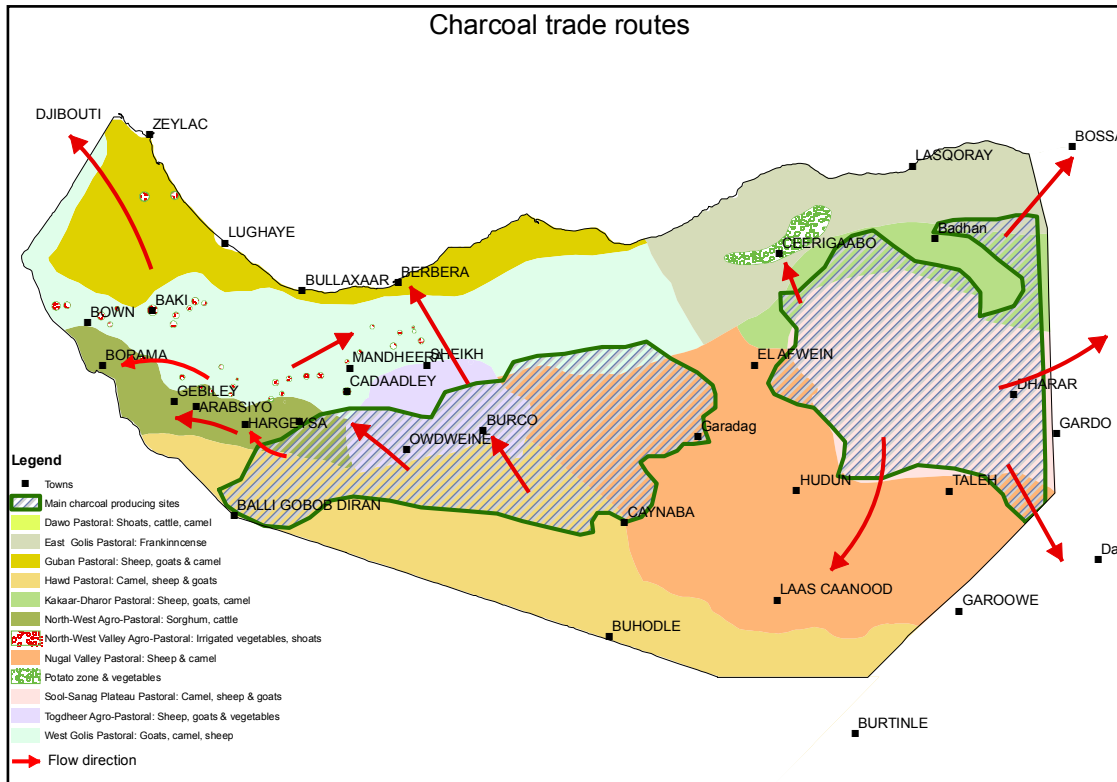 Charcoal trade routes
DJIBOUTI
ZEYLAC
BOSSA
LASQORAY
LUGHAYE
Badhan
CEERIGAABO
BULLAXAAR
BERBERA
BAKI
BOWN
MANDHEERA
SHEIKH
BORAMA
EL AFWEIN
CADAADLEY
DHARAR
GEBILEY
ARABSIYO
HARGEYSA
BURCO
Garadag
GARDO
OWDWEINE
Legend
Towns
Main charcoal producing sites
Dawo Pastoral: Shoats, cattle, camel
East Golis Pastoral: Frankinncense
Guban Pastoral: Sheep, goats & camel
Hawd Pastoral: Camel, sheep & goats
Kakaar-Dharor Pastoral: Sheep, goats, camel
North-West Agro-Pastoral: Sorghum, cattle
North-West Valley Agro-Pastoral: Irrigated vegetables, shoats
Nugal Valley Pastoral: Sheep & camel
Potato zone & vegetables
Sool-Sanag Plateau Pastoral: Camel, sheep & goats
Togdheer Agro-Pastoral: Sheep, goats & vegetables
West Golis Pastoral: Goats, camel, sheep
Flow direction
HUDUN
TALEH
BALLI GOBOB DIRAN
CAYNABA
Da
LAAS CAANOOD
GAROOWE
BUHODLE
BURTINLE